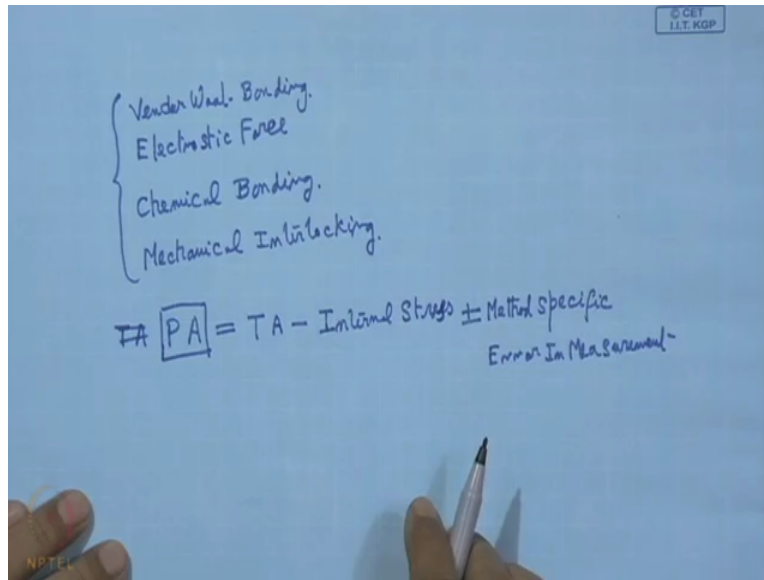 © CET
I.I.T. KGP
Vender Waal. Bonding.
Electrostic Force
Chemical Bonding.
Mechanical Interlocking.
TA PA = TA - Internal Stress ± Method Specific
Error In Measurement
NPTEL